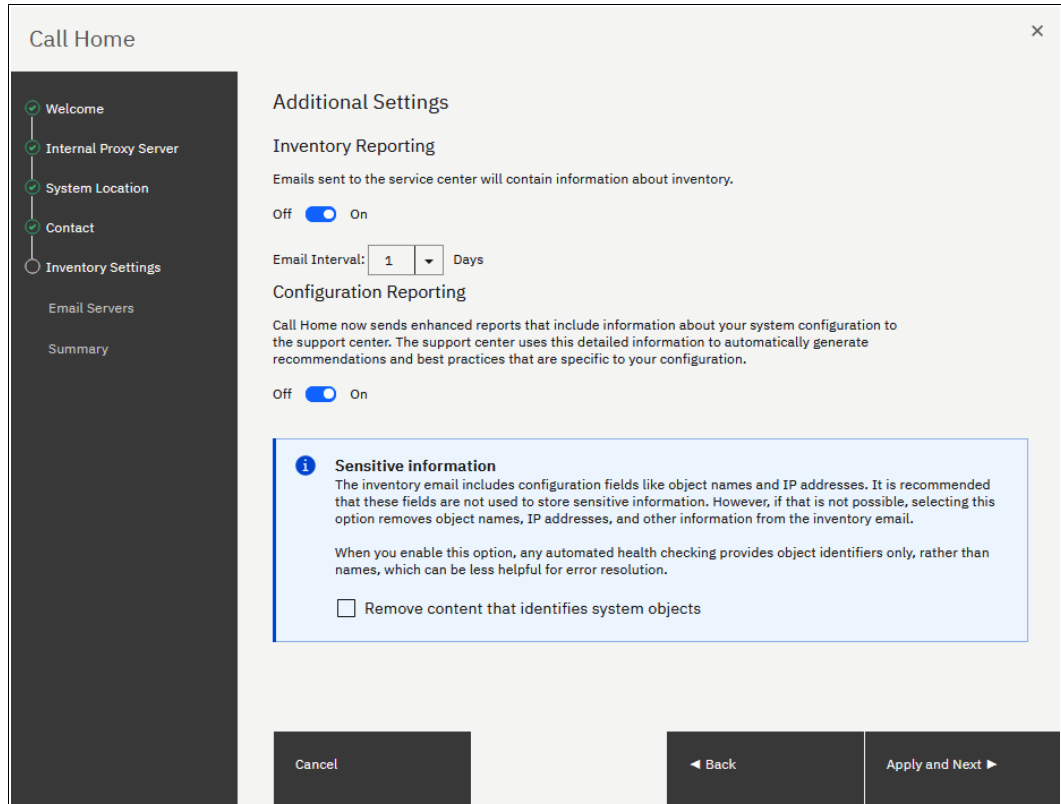 Call Home
×
Welcome
Internal Proxy Server
System Location
Contact
Inventory Settings
Email Servers
Summary
Additional Settings
Inventory Reporting
Emails sent to the service center will contain information about inventory.
Off On
Email Interval: 1 Days
Configuration Reporting
Call Home now sends enhanced reports that include information about your system configuration to
the support center. The support center uses this detailed information to automatically generate
recommendations and best practices that are specific to your configuration.
Off On
Sensitive information
The inventory email includes configuration fields like object names and IP addresses. It is recommended
that these fields are not used to store sensitive information. However, if that is not possible, selecting this
option removes object names, IP addresses, and other information from the inventory email.
When you enable this option, any automated health checking provides object identifiers only, rather than
names, which can be less helpful for error resolution.
Remove content that identifies system objects
Cancel
◄ Back
Apply and Next ►